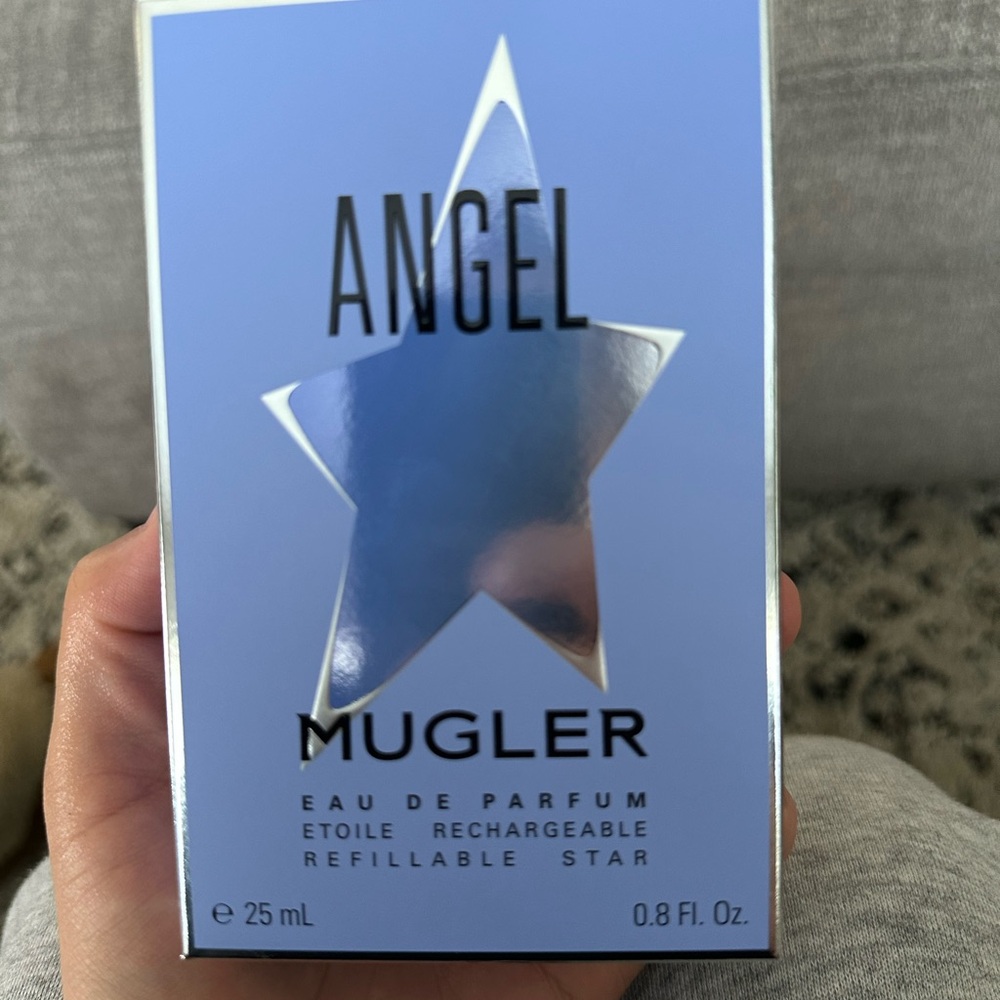 ANGEL
MUGLER
EAU DE PARFUM
ETOILE RECHARGEABLE
REFILLABLE STAR
℮ 25 mL 0.8 Fl. Oz.